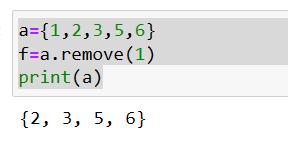 a={1,2,3,5,6}
f=a.remove(1)
print(a)
{2, 3, 5, 6}